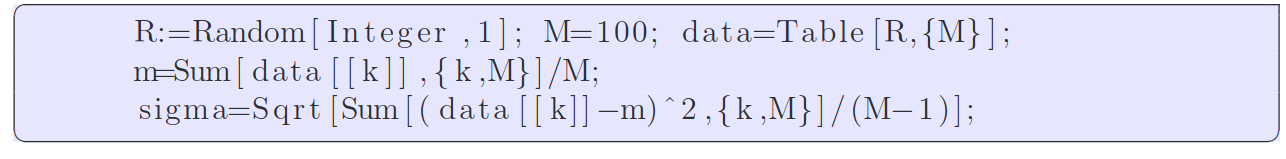 R:=Random[Integer,1]; M=100; data=Table[R,{M}];
m=Sum[data[[k]],{k,M}]/M;
sigma=Sqrt[Sum[(data[[k]]-m)^2,{k,M}]/(M-1)];